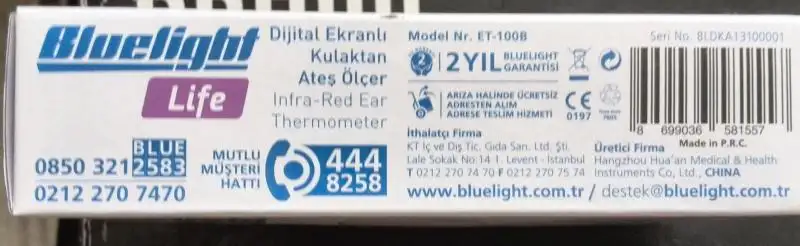 Bluelight
Life
Dijital Ekranlı
Kulaktan
Ateş Ölçer
Infra-Red Ear
Thermometer
BLUE
0850 321 2583
0212 270 7470
MUTLU
MÜŞTERİ
HATTI
444
8258
Model Nr. ET-100B
2
2 YIL BLUELIGHT
GARANTİSİ
ARIZA HALİNDE ÜCRETSİZ
ADRESTEN ALIM
ADRESE TESLİM HİZMETİ
CE
0197
İthalatçı Firma
KT İç ve Dış Tic. Gıda San. Ltd. Şti.
Lale Sokak No:14 1. Levent - İstanbul
T 0212 270 74 70 F 0212 270 75 74
www.bluelight.com.tr / destek@bluelight.com.tr
Seri No. 8LDKA13100001
8 699036 581557
Made in P.R.C.
Üretici Firma
Hangzhou Hua'an Medical & Health
Instruments Co., Ltd., CHINA